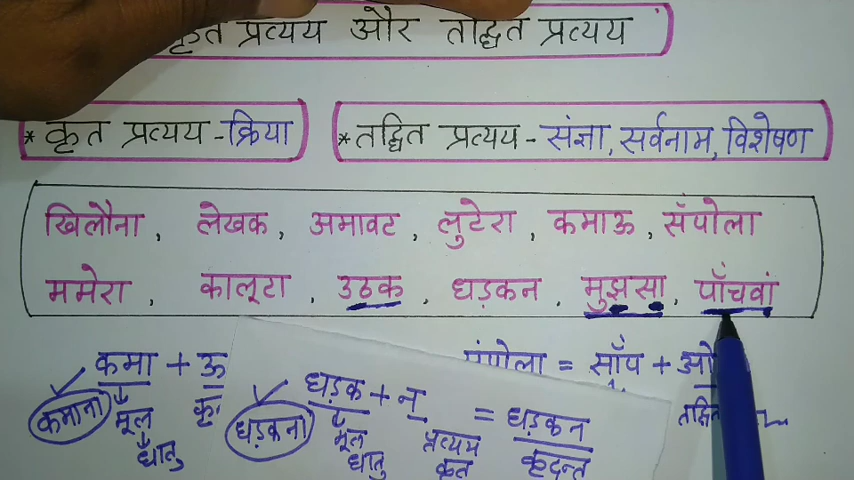 कृत प्रत्यय और तद्धित प्रत्यय
* कृत प्रत्यय - क्रिया
* तद्धित प्रत्यय - संज्ञा, सर्वनाम, विशेषण
खिलौना, लेखक, अमावट, लुटेरा, कमाऊ, सँपोला
ममेरा, कालूटा, उठक, धड़कन, मुझसा, पाँचवां
कमा + ऊ
= साँप + ओ
कमाना मूल धातु
धड़क + न = धड़कन
धड़कना मूल धातु प्रत्यय कृत कृदन्त